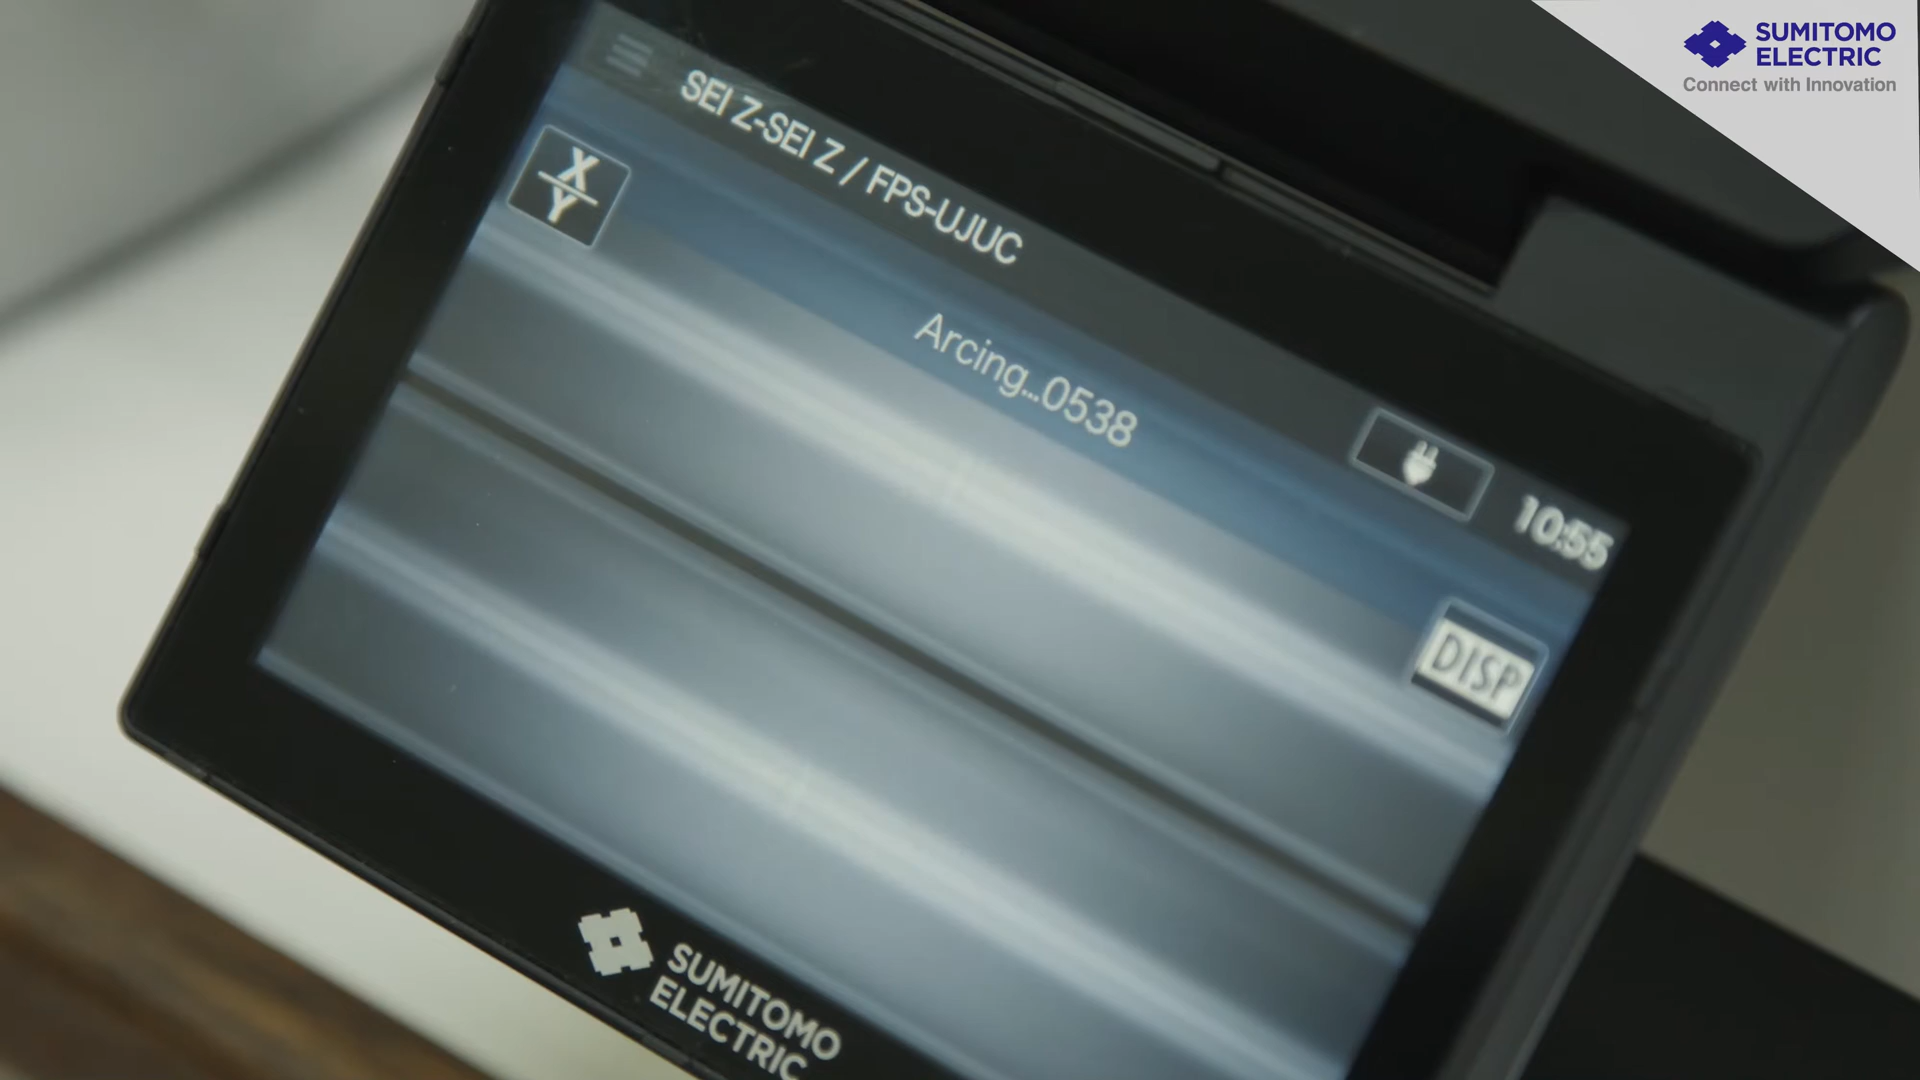 SUMITOMO
ELECTRIC
Connect with Innovation
SEI Z-SEI Z / FPS-UJUC
X
Y
Arcing...0538
10:55
DISP
SUMITOMO
ELECTRIC